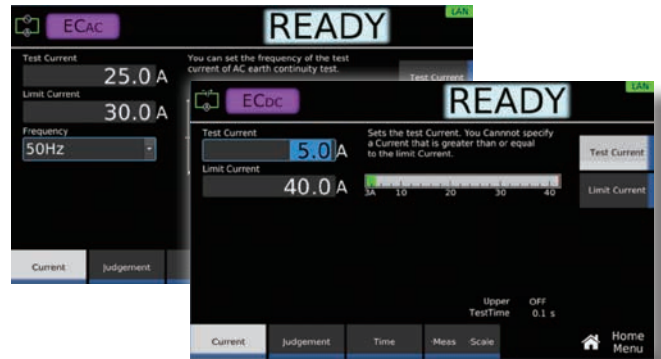 LAN
ECAC
READY
Test Current
25.0 A
Limit Current
30.0 A
Frequency
50Hz
You can set the frequency of the test
current of AC earth continuity test.
Test Current
Current
Judgement
LAN
ECDC
READY
Test Current
5.0 A
Limit Current
40.0 A
Sets the test Current. You Cannnot specify
a Current that is greater than or equal
to the limit Current.
3A 10 20 30 40
Test Current
Limit Current
Upper OFF
TestTime 0.1 s
Current
Judgement
Time
Meas Scale
Home
Menu